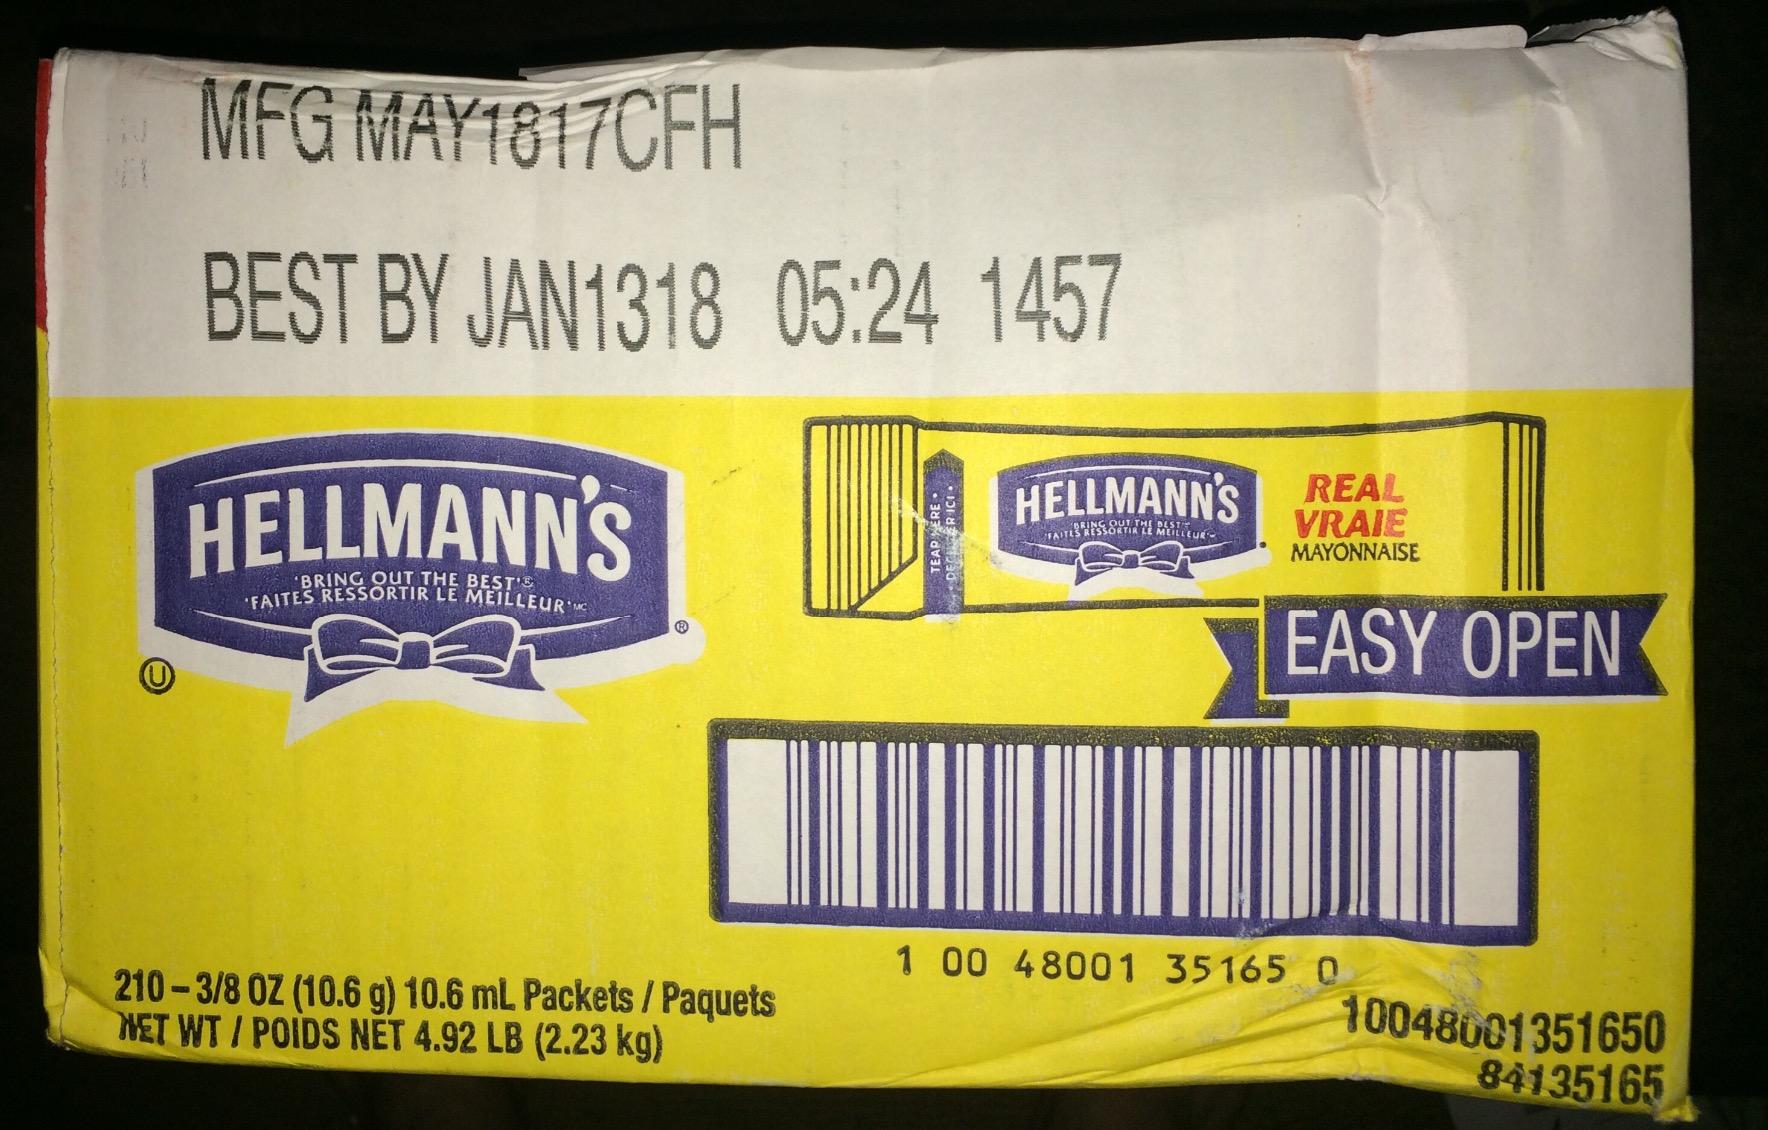 MFG MAY1817CFH
BEST BY JAN1318 05:24 1457
HELLMANN'S
'BRING OUT THE BEST'®
'FAITES RESSORTIR LE MEILLEUR' MC
®
U
HELLMANN'S
'BRING OUT THE BEST'
'FAITES RESSORTIR LE MEILLEUR'
REAL
VRAIE
MAYONNAISE
EASY OPEN
1 00 48001 35165 0
210 – 3/8 OZ (10.6 g) 10.6 mL Packets / Paquets
NET WT / POIDS NET 4.92 LB (2.23 kg)
10048001351650
84135165